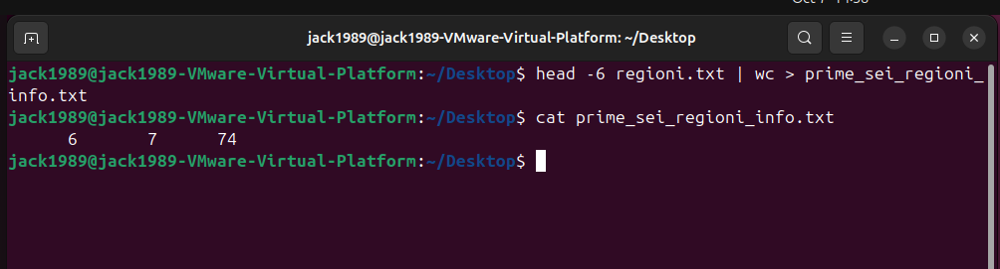 jack1989@jack1989-VMware-Virtual-Platform: ~/Desktop
jack1989@jack1989-VMware-Virtual-Platform:~/Desktop$ head -6 regioni.txt | wc > prime_sei_regioni_
info.txt
jack1989@jack1989-VMware-Virtual-Platform:~/Desktop$ cat prime_sei_regioni_info.txt
      6       7      74
jack1989@jack1989-VMware-Virtual-Platform:~/Desktop$